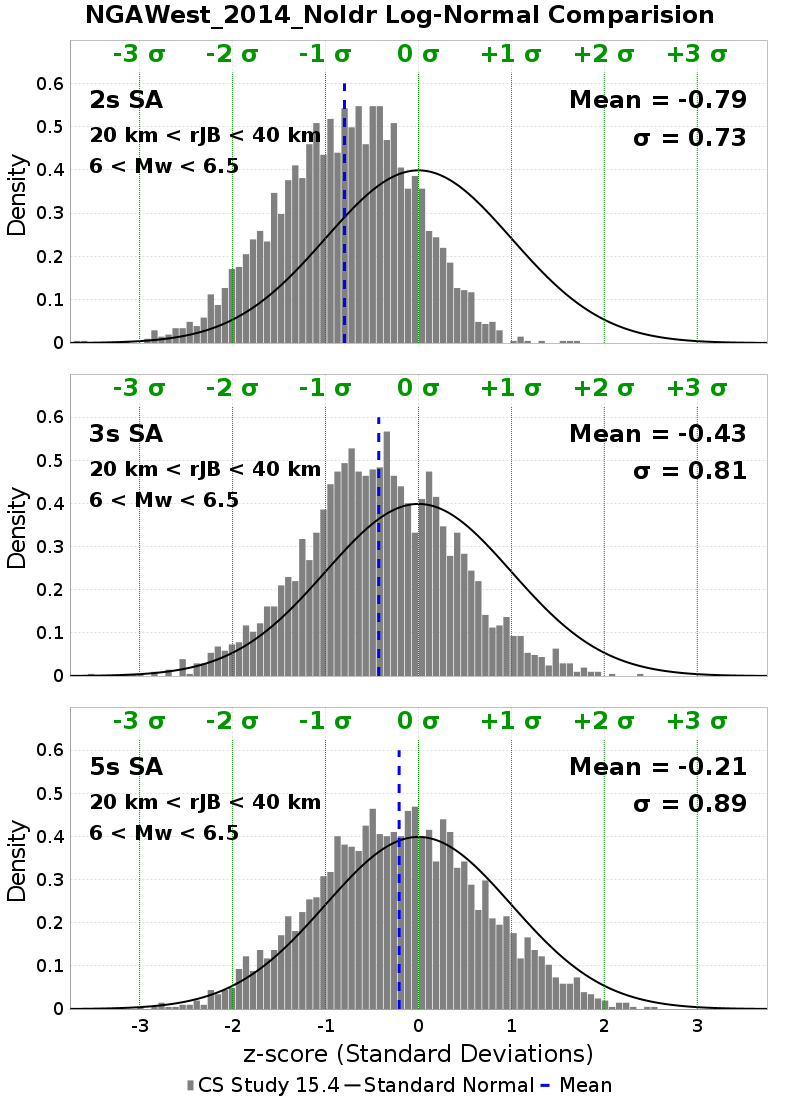 NGAWest_2014_NoIdr Log-Normal Comparision
-3 σ -2 σ -1 σ 0 σ +1 σ +2 σ +3 σ
2s SA
20 km < rJB < 40 km
6 < Mw < 6.5
Mean = -0.79
σ = 0.73
Density
0.6
0.5
0.4
0.3
0.2
0.1
0
-3 σ -2 σ -1 σ 0 σ +1 σ +2 σ +3 σ
3s SA
20 km < rJB < 40 km
6 < Mw < 6.5
Mean = -0.43
σ = 0.81
Density
0.6
0.5
0.4
0.3
0.2
0.1
0
-3 σ -2 σ -1 σ 0 σ +1 σ +2 σ +3 σ
5s SA
20 km < rJB < 40 km
6 < Mw < 6.5
Mean = -0.21
σ = 0.89
Density
0.6
0.5
0.4
0.3
0.2
0.1
0
-3 -2 -1 0 1 2 3
z-score (Standard Deviations)
CS Study 15.4 Standard Normal Mean